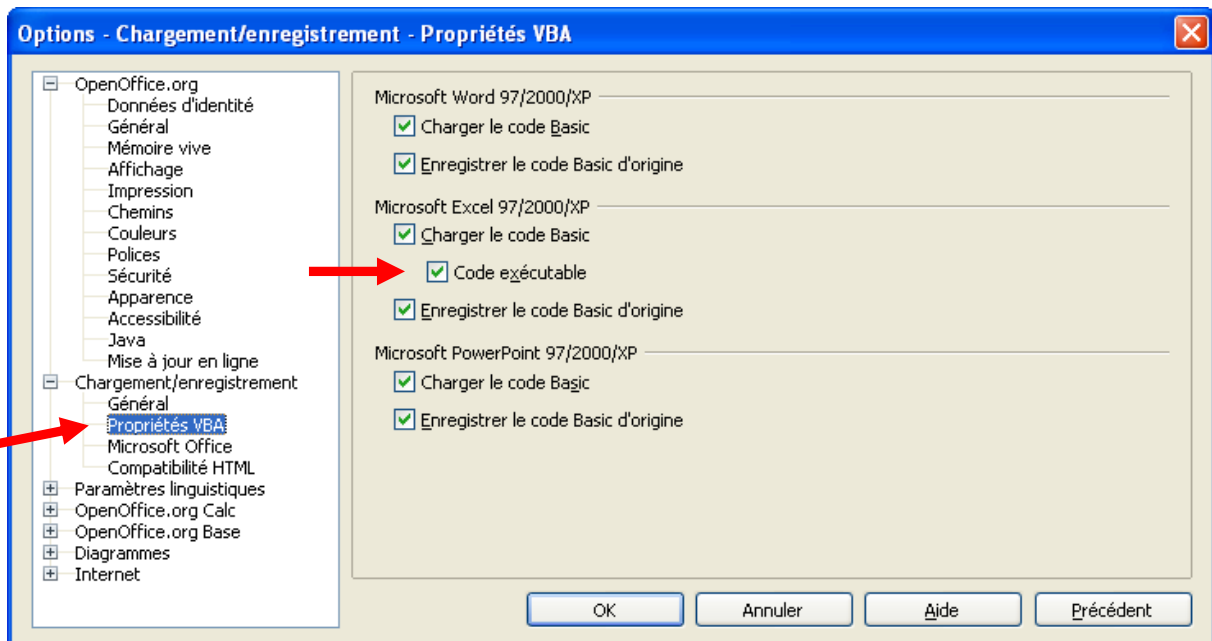 Options - Chargement/enregistrement - Propriétés VBA
OpenOffice.org
Données d'identité
Général
Mémoire vive
Affichage
Impression
Chemins
Couleurs
Polices
Sécurité
Apparence
Accessibilité
Java
Mise à jour en ligne
Chargement/enregistrement
Général
Propriétés VBA
Microsoft Office
Compatibilité HTML
Paramètres linguistiques
OpenOffice.org Calc
OpenOffice.org Base
Diagrammes
Internet
Microsoft Word 97/2000/XP
Charger le code Basic
Enregistrer le code Basic d'origine
Microsoft Excel 97/2000/XP
Charger le code Basic
Code exécutable
Enregistrer le code Basic d'origine
Microsoft PowerPoint 97/2000/XP
Charger le code Basic
Enregistrer le code Basic d'origine
OK
Annuler
Aide
Précédent